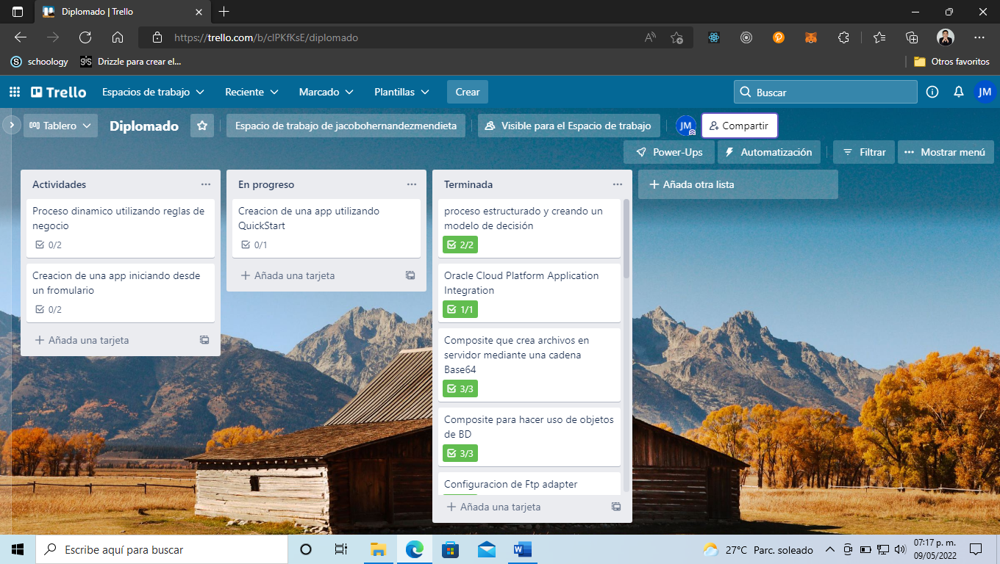 Diplomado | Trello
https://trello.com/b/cIPKfKsE/diplomado
schoology
gis
Drizzle para crear el...
Otros favoritos
Trello
Espacios de trabajo
Reciente
Marcado
Plantillas
Crear
Buscar
JM
Tablero
Diplomado
Espacio de trabajo de jacobohernandezmendieta
Visible para el Espacio de trabajo
JM
Compartir
Power-Ups
Automatización
Filtrar
Mostrar menú
Actividades
Proceso dinamico utilizando reglas de
negocio
0/2
Creacion de una app iniciando desde
un fromulario
0/2
Añada una tarjeta
En progreso
Creacion de una app utilizando
QuickStart
0/1
Añada una tarjeta
Terminada
proceso estructurado y creando un
modelo de decisión
2/2
Oracle Cloud Platform Application
Integration
1/1
Composite que crea archivos en
servidor mediante una cadena
Base64
3/3
Composite para hacer uso de objetos
de BD
3/3
Configuracion de Ftp adapter
Añada una tarjeta
Añada otra lista
Escribe aquí para buscar
27°C Parc. soleado
07:17 p. m.
09/05/2022